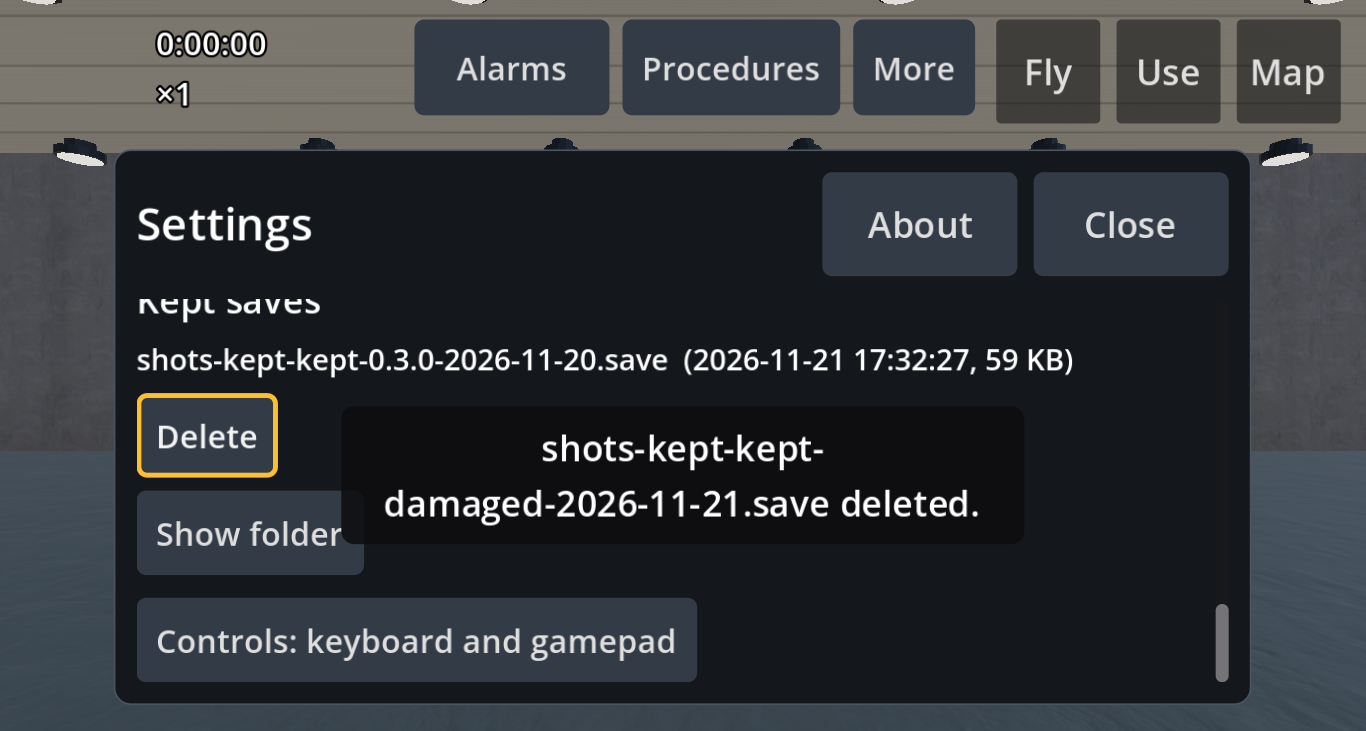 0:00:00
×1
Alarms
Procedures
More
Fly
Use
Map
Settings
About
Close
Kept saves
shots-kept-kept-0.3.0-2026-11-20.save (2026-11-21 17:32:27, 59 KB)
Delete
shots-kept-kept-
damaged-2026-11-21.save deleted.
Show folder
Controls: keyboard and gamepad